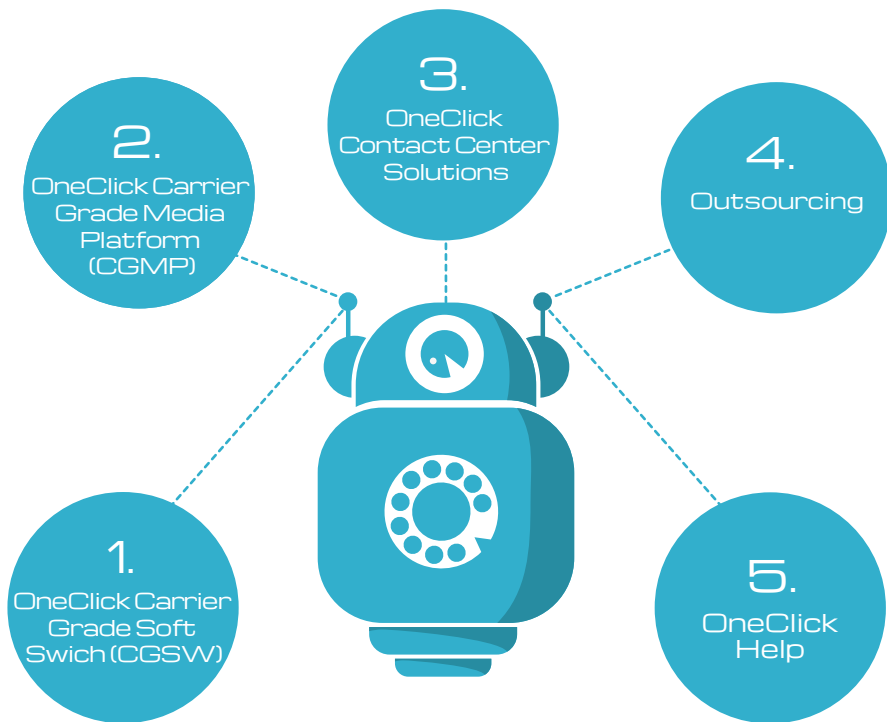 1.
OneClick Carrier
Grade Soft
Swich (CGSW)
2.
OneClick Carrier
Grade Media
Platform
(CGMP)
3.
OneClick
Contact Center
Solutions
4.
Outsourcing
5.
OneClick
Help